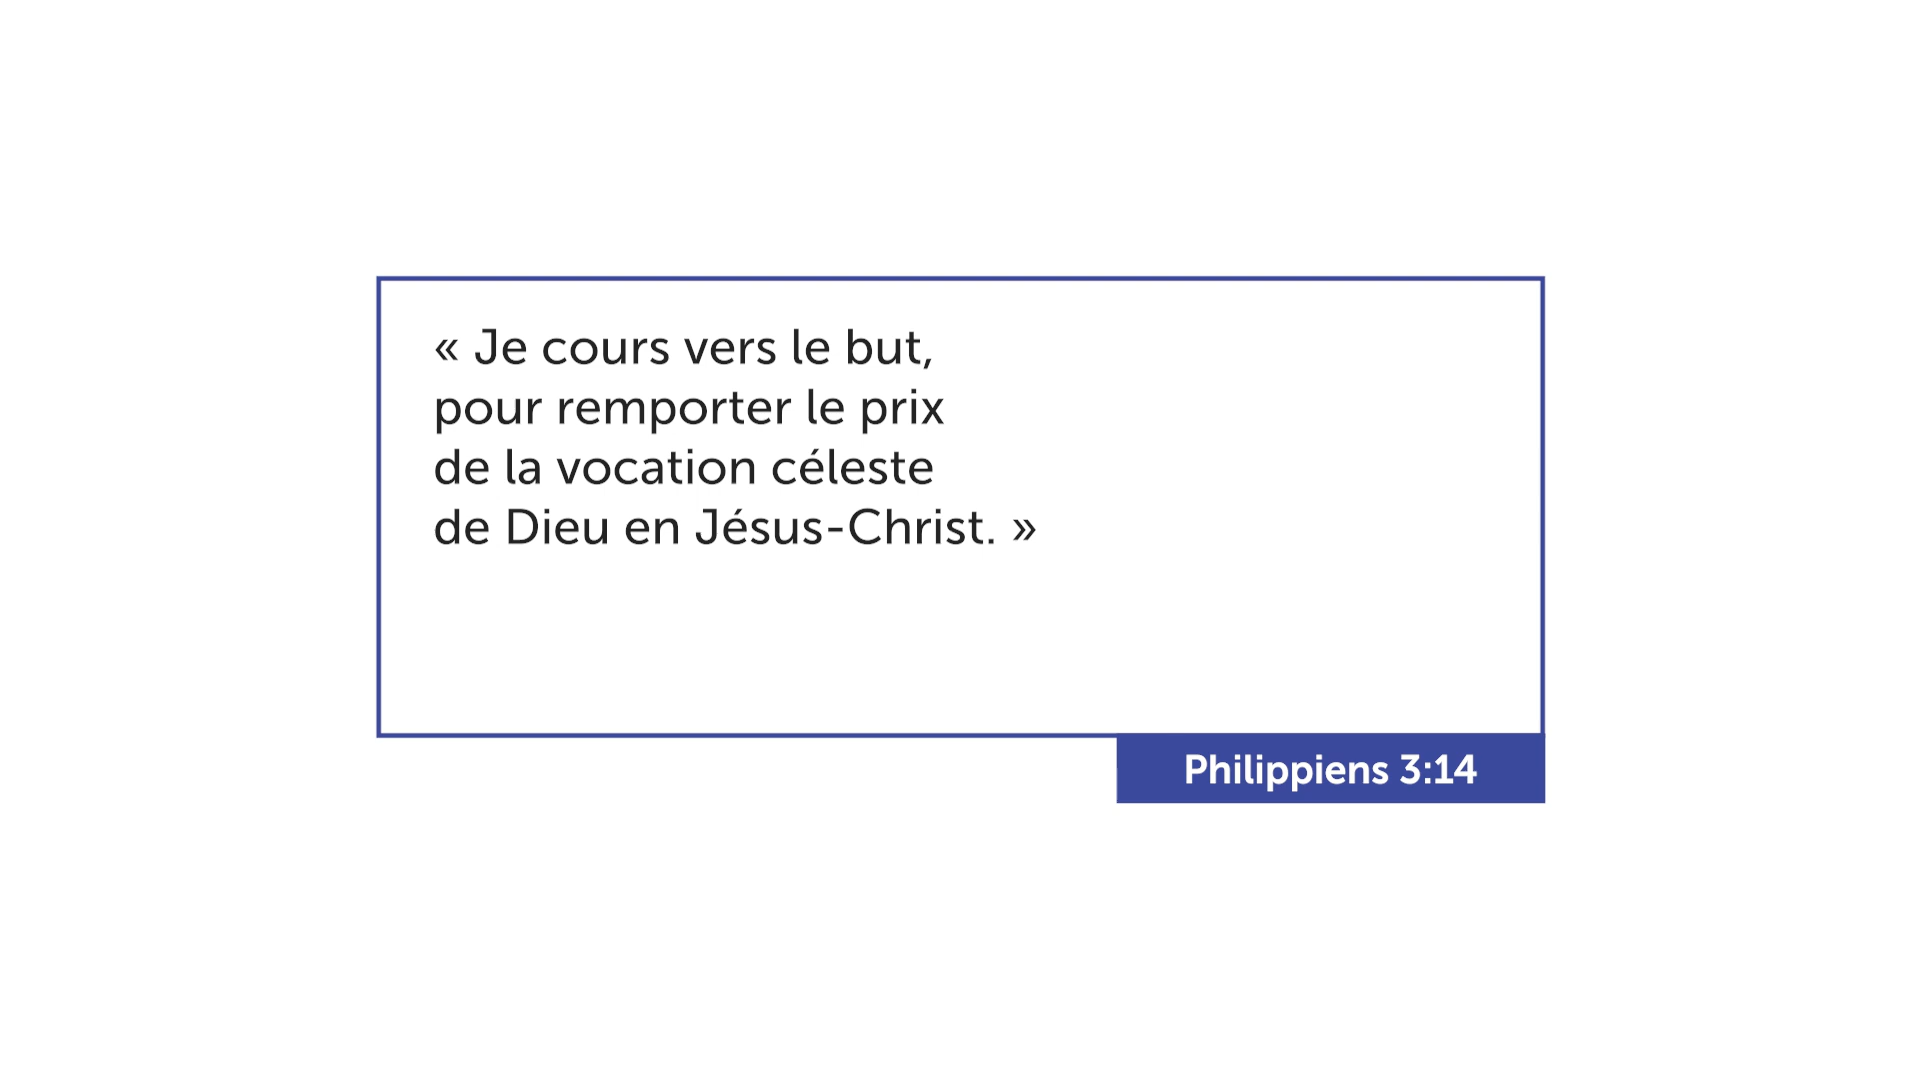 « Je cours vers le but,
pour remporter le prix
de la vocation céleste
de Dieu en Jésus-Christ. »
Philippiens 3:14